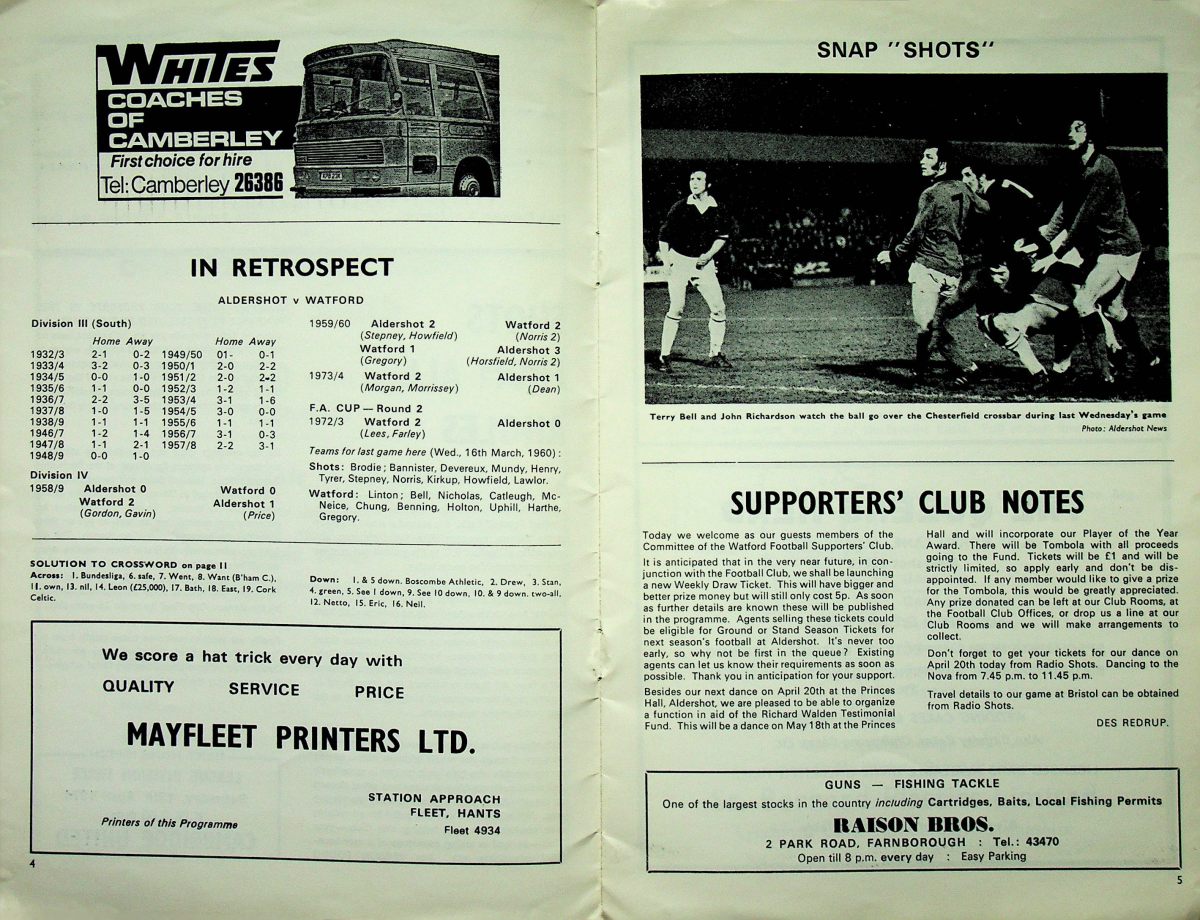 WHITES
COACHES
OF
CAMBERLEY
First choice for hire
Tel: Camberley 26386
IN RETROSPECT
ALDERSHOT v WATFORD
Division III (South)
Home Away Home Away
1932/3 2-1 0-2 1949/50 01- 0-1
1933/4 3-2 0-3 1950/1 2-0 2-2
1934/5 0-0 1-0 1951/2 2-0 2-2
1935/6 1-1 0-0 1952/3 1-2 1-1
1936/7 2-2 3-5 1953/4 3-1 1-6
1937/8 1-0 1-5 1954/5 3-0 0-0
1938/9 1-1 1-1 1955/6 1-1 1-1
1946/7 1-2 1-4 1956/7 3-1 0-3
1947/8 1-1 2-1 1957/8 2-2 3-1
1948/9 0-0 1-0
Division IV
1958/9 Aldershot 0 Watford 0
Watford 2 Aldershot 1
(Gordon, Gavin) (Price)
1959/60 Aldershot 2 Watford 2
(Stepney, Howfield) (Norris 2)
Watford 1 Aldershot 3
(Gregory) (Horsfield, Norris 2)
1973/4 Watford 2 Aldershot 1
(Morgan, Morrissey) (Dean)
F.A. CUP — Round 2
1972/3 Watford 2 Aldershot 0
(Lees, Farley)
Teams for last game here (Wed., 16th March, 1960) :
Shots: Brodie; Bannister, Devereux, Mundy, Henry,
Tyrer, Stepney, Norris, Kirkup, Howfield, Lawlor.
Watford: Linton; Bell, Nicholas, Catleugh, Mc-
Neice, Chung, Benning, Holton, Uphill, Harthe,
Gregory.
SOLUTION TO CROSSWORD on page 11
Across: 1. Bundesliga, 6. safe, 7. Went, 8. Want (B'ham C.),
11. own, 13. nil, 14. Leon (£25,000), 17. Bath, 18. East, 19. Cork
Celtic.
Down: 1. & 5 down. Boscombe Athletic, 2. Drew, 3. Stan,
4. green, 5. See 1 down, 9. See 10 down, 10. & 9 down. two-all,
12. Netto, 15. Eric, 16. Neil.
We score a hat trick every day with
QUALITY SERVICE PRICE
MAYFLEET PRINTERS LTD.
STATION APPROACH
FLEET, HANTS
Printers of this Programme
Fleet 4934
4
SNAP "SHOTS"
7
Terry Bell and John Richardson watch the ball go over the Chesterfield crossbar during last Wednesday's game
Photo: Aldershot News
SUPPORTERS' CLUB NOTES
Today we welcome as our guests members of the
Committee of the Watford Football Supporters' Club.
It is anticipated that in the very near future, in con-
junction with the Football Club, we shall be launching
a new Weekly Draw Ticket. This will have bigger and
better prize money but will still only cost 5p. As soon
as further details are known these will be published
in the programme. Agents selling these tickets could
be eligible for Ground or Stand Season Tickets for
next season's football at Aldershot. It's never too
early, so why not be first in the queue? Existing
agents can let us know their requirements as soon as
possible. Thank you in anticipation for your support.
Besides our next dance on April 20th at the Princes
Hall, Aldershot, we are pleased to be able to organize
a function in aid of the Richard Walden Testimonial
Fund. This will be a dance on May 18th at the Princes
Hall and will incorporate our Player of the Year
Award. There will be Tombola with all proceeds
going to the Fund. Tickets will be £1 and will be
strictly limited, so apply early and don't be dis-
appointed. If any member would like to give a prize
for the Tombola, this would be greatly appreciated.
Any prize donated can be left at our Club Rooms, at
the Football Club Offices, or drop us a line at our
Club Rooms and we will make arrangements to
collect.
Don't forget to get your tickets for our dance on
April 20th today from Radio Shots. Dancing to the
Nova from 7.45 p.m. to 11.45 p.m.
Travel details to our game at Bristol can be obtained
from Radio Shots.
DES REDRUP.
GUNS — FISHING TACKLE
One of the largest stocks in the country including Cartridges, Baits, Local Fishing Permits
RAISON BROS.
2 PARK ROAD, FARNBOROUGH : Tel.: 43470
Open till 8 p.m. every day : Easy Parking
5